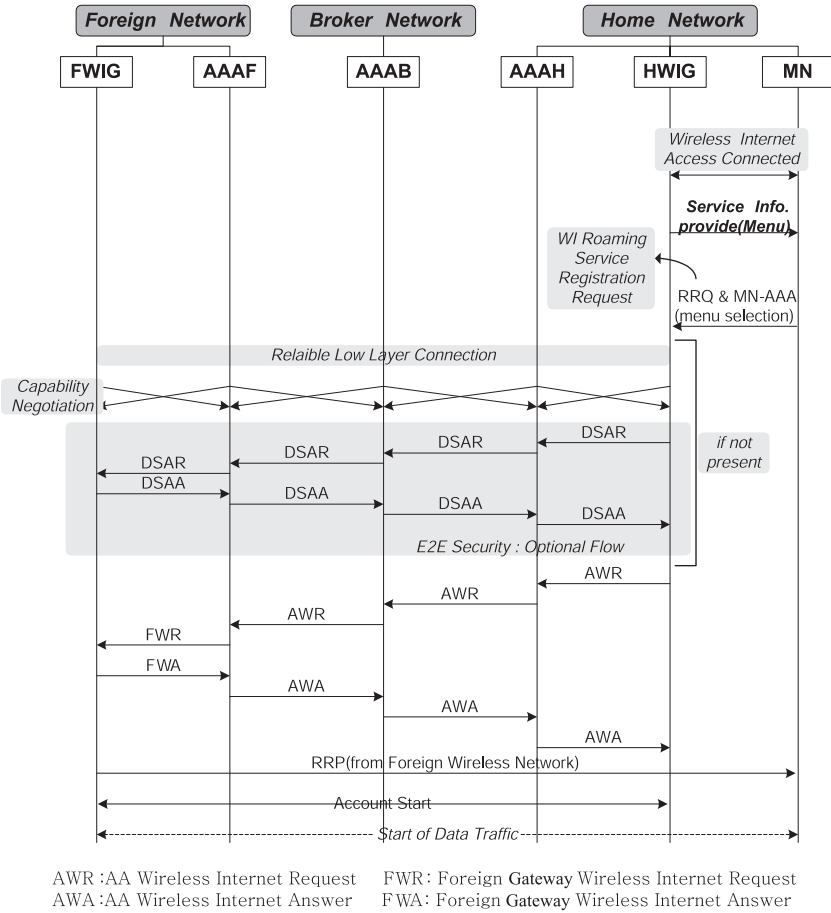 Foreign Network
Broker Network
Home Network
FWIG
AAAF
AAAB
AAAH
HWIG
MN
Wireless Internet
Access Connected
Service Info.
provide(Menu)
WI Roaming
Service
Registration
Request
RRQ & MN-AAA
(menu selection)
Relaible Low Layer Connection
Capability
Negotiation
DSAR
DSAR
DSAR
DSAR
DSAA
DSAA
DSAA
DSAA
if not
present
E2E Security : Optional Flow
AWR
AWR
AWR
FWR
FWA
AWA
AWA
AWA
RRP(from Foreign Wireless Network)
Account Start
Start of Data Traffic
AWR :AA Wireless Internet Request FWR: Foreign Gateway Wireless Internet Request
AWA :AA Wireless Internet Answer FWA: Foreign Gateway Wireless Internet Answer